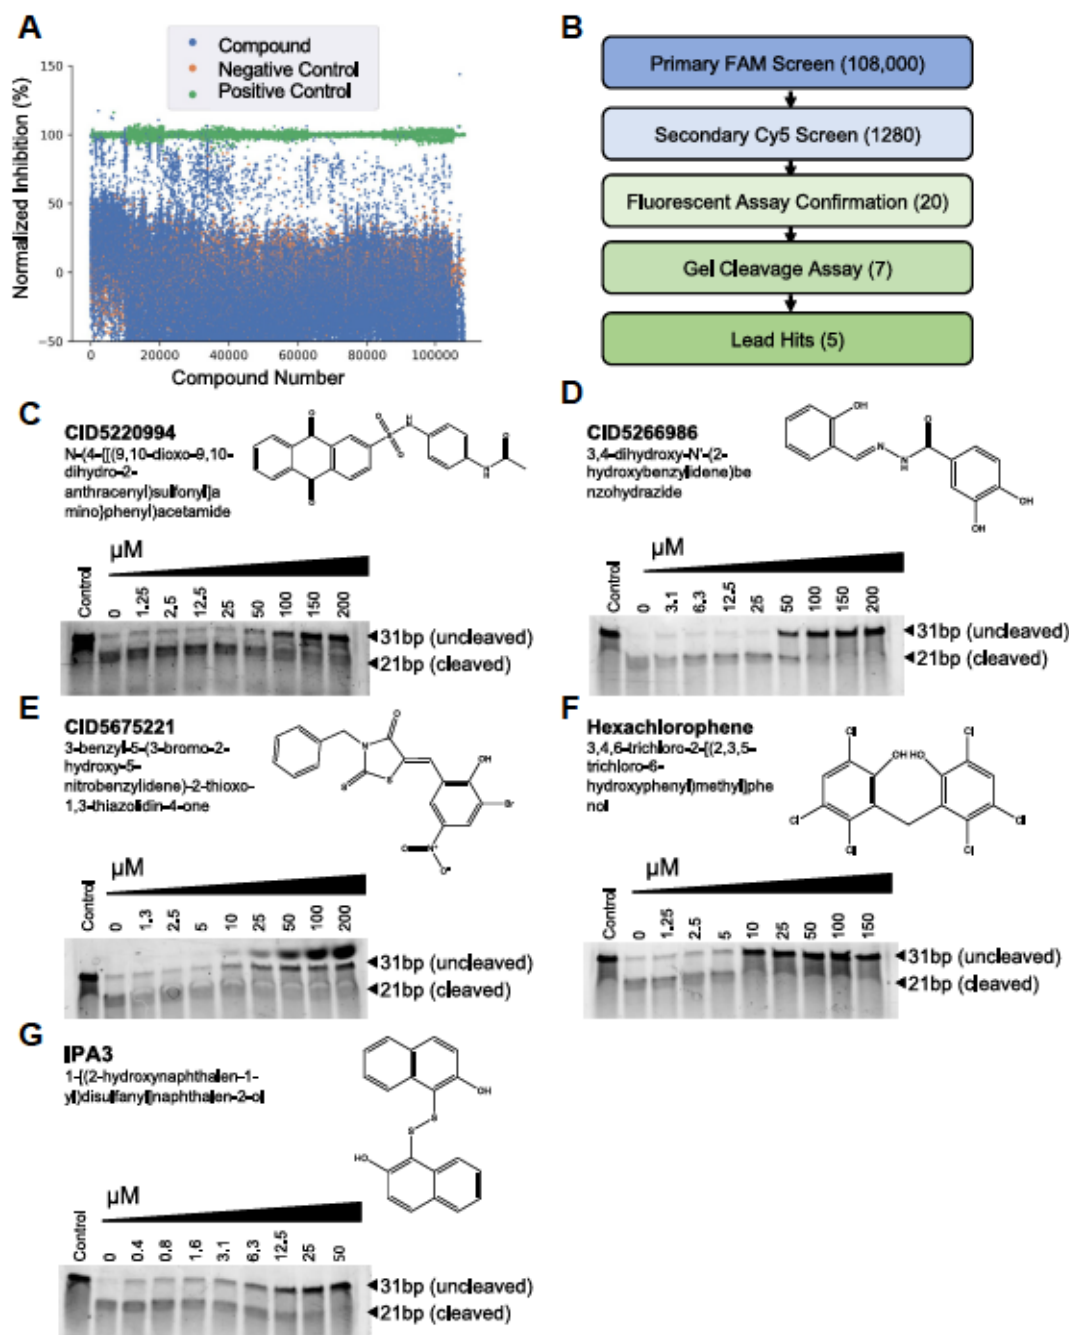 A
Compound
Negative Control
Positive Control
Normalized Inhibition (%)
150
100
50
0
−50
0 20000 40000 60000 80000 100000
Compound Number
B
Primary FAM Screen (108,000)
Secondary Cy5 Screen (1280)
Fluorescent Assay Confirmation (20)
Gel Cleavage Assay (7)
Lead Hits (5)
C
CID5220994
N-(4-{[(9,10-dioxo-9,10-
dihydro-2-
anthracenyl)sulfonyl]a
mino}phenyl)acetamide
O
O
O
O
H
N
S
O
N
H
µM
Control 0 1.25 2.5 12.5 25 50 100 150 200
31bp (uncleaved)
21bp (cleaved)
D
CID5266986
3,4-dihydroxy-N'-(2-
hydroxybenzylidene)be
nzohydrazide
OH
O
N
NH
OH
OH
µM
Control 0 3.1 6.3 12.5 25 50 100 150 200
31bp (uncleaved)
21bp (cleaved)
E
CID5675221
3-benzyl-5-(3-bromo-2-
hydroxy-5-
nitrobenzylidene)-2-thioxo-
1,3-thiazolidin-4-one
O
N
OH
S
S
Br
O
N+
O
µM
Control 0 1.3 2.5 5 10 25 50 100 200
31bp (uncleaved)
21bp (cleaved)
F
Hexachlorophene
3,4,6-trichloro-2-[(2,3,5-
trichloro-6-
hydroxyphenyl)methyl]phe
nol
Cl
OH HO
Cl
Cl
Cl
Cl
Cl
µM
Control 0 1.25 2.5 5 10 25 50 100 150
31bp (uncleaved)
21bp (cleaved)
G
IPA3
1-[(2-hydroxynaphthalen-1-
yl)disulfanyl]naphthalen-2-ol
OH
S
S
HO
µM
Control 0 0.4 0.8 1.6 3.1 6.3 12.5 25 50
31bp (uncleaved)
21bp (cleaved)